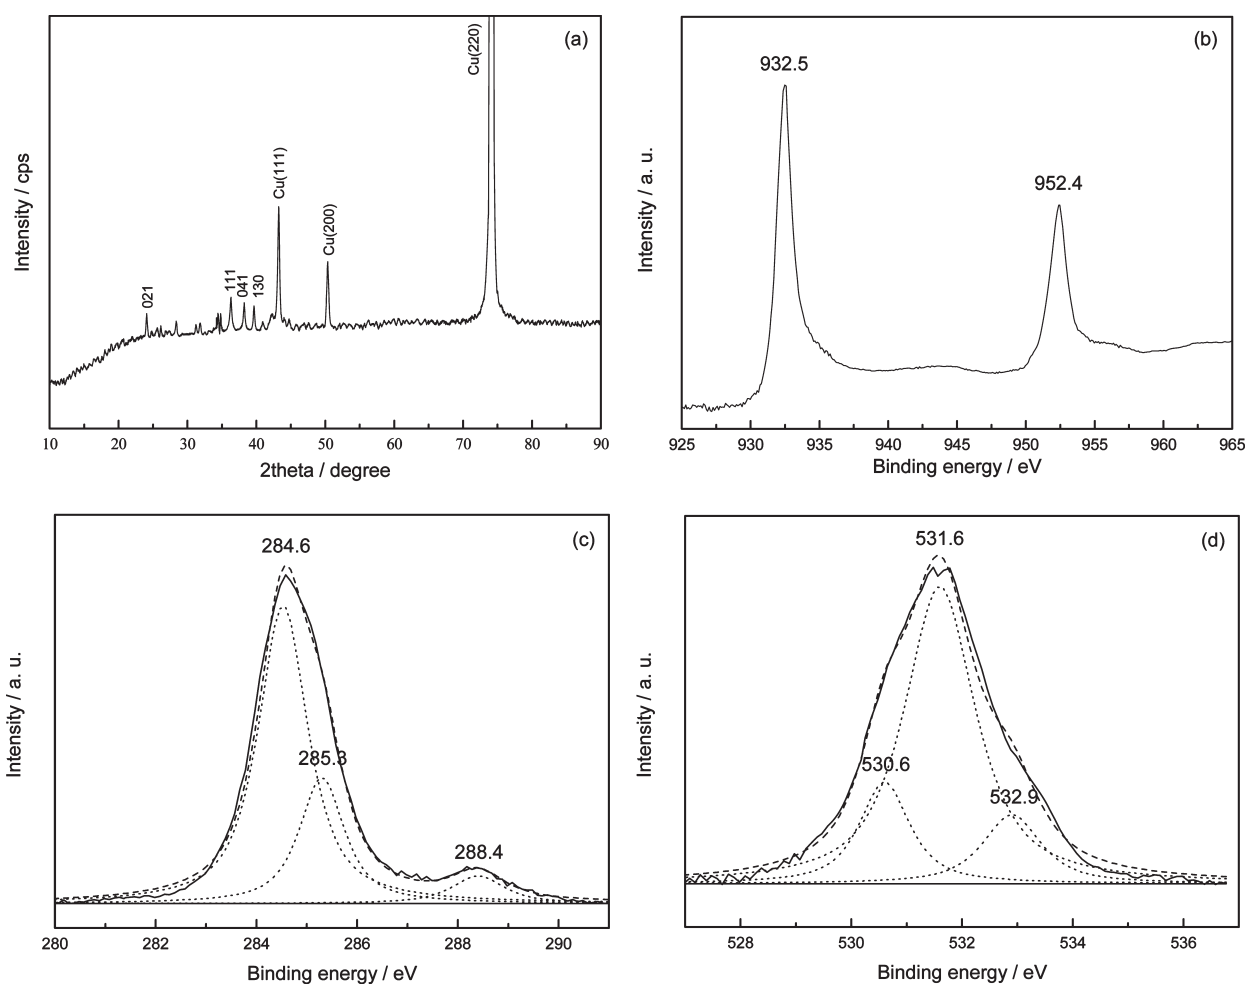 (a)
Cu(220)
Cu(111)
Cu(200)
021
111
041
130
Intensity / cps
10 20 30 40 50 60 70 80 90
2theta / degree
(b)
932.5
952.4
Intensity / a. u.
925 930 935 940 945 950 955 960 965
Binding energy / eV
(c)
284.6
285.3
288.4
Intensity / a. u.
280 282 284 286 288 290
Binding energy / eV
(d)
531.6
530.6
532.9
Intensity / a. u.
528 530 532 534 536
Binding energy / eV